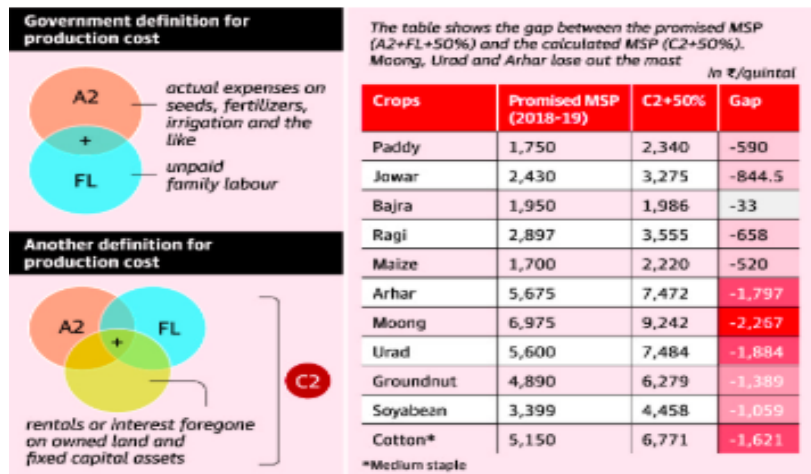 Government definition for
production cost
A2
+
FL
actual expenses on
seeds, fertilizers,
irrigation and the
like
unpaid
family labour
Another definition for
production cost
A2
FL
+
C2
rentals or interest foregone
on owned land and
fixed capital assets
The table shows the gap between the promised MSP
(A2+FL+50%) and the calculated MSP (C2+50%).
Moong, Urad and Arhar lose out the most
In ₹/quintal
Crops Promised MSP (2018-19) C2+50% Gap
Paddy 1,750 2,340 -590
Jowar 2,430 3,275 -844.5
Bajra 1,950 1,986 -33
Ragi 2,897 3,555 -658
Maize 1,700 2,220 -520
Arhar 5,675 7,472 -1,797
Moong 6,975 9,242 -2,267
Urad 5,600 7,484 -1,884
Groundnut 4,890 6,279 -1,389
Soyabean 3,399 4,458 -1,059
Cotton* 5,150 6,771 -1,621
*Medium staple